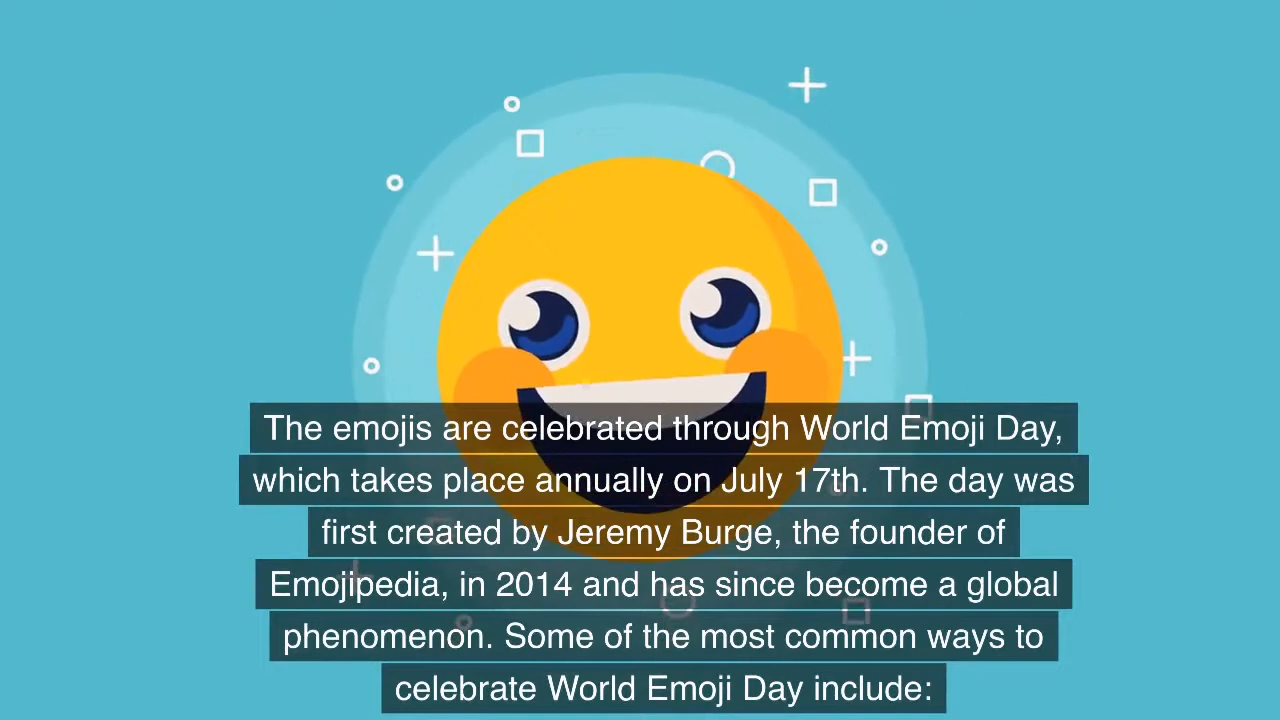 The emojis are celebrated through World Emoji Day,
which takes place annually on July 17th. The day was
first created by Jeremy Burge, the founder of
Emojipedia, in 2014 and has since become a global
phenomenon. Some of the most common ways to
celebrate World Emoji Day include: